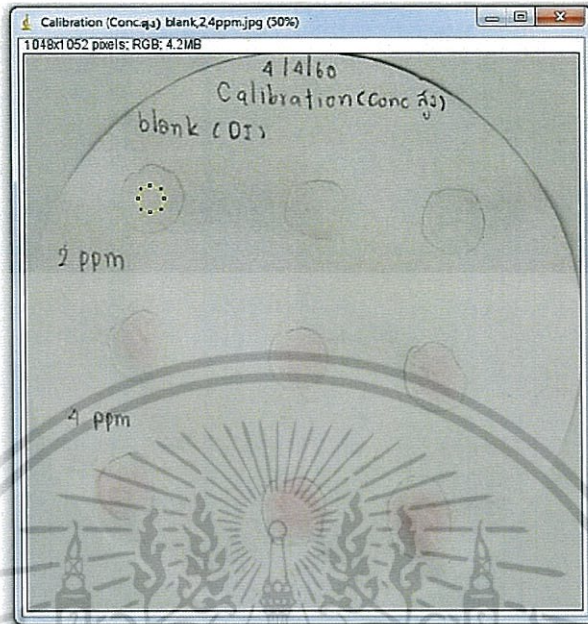 Calibration (Conc.สูง) blank,2,4ppm.jpg (50%)
1048x1052 pixels; RGB; 4.2MB
4/4/60
Calibration (conc สูง)
blank (DI)
2 ppm
4 ppm